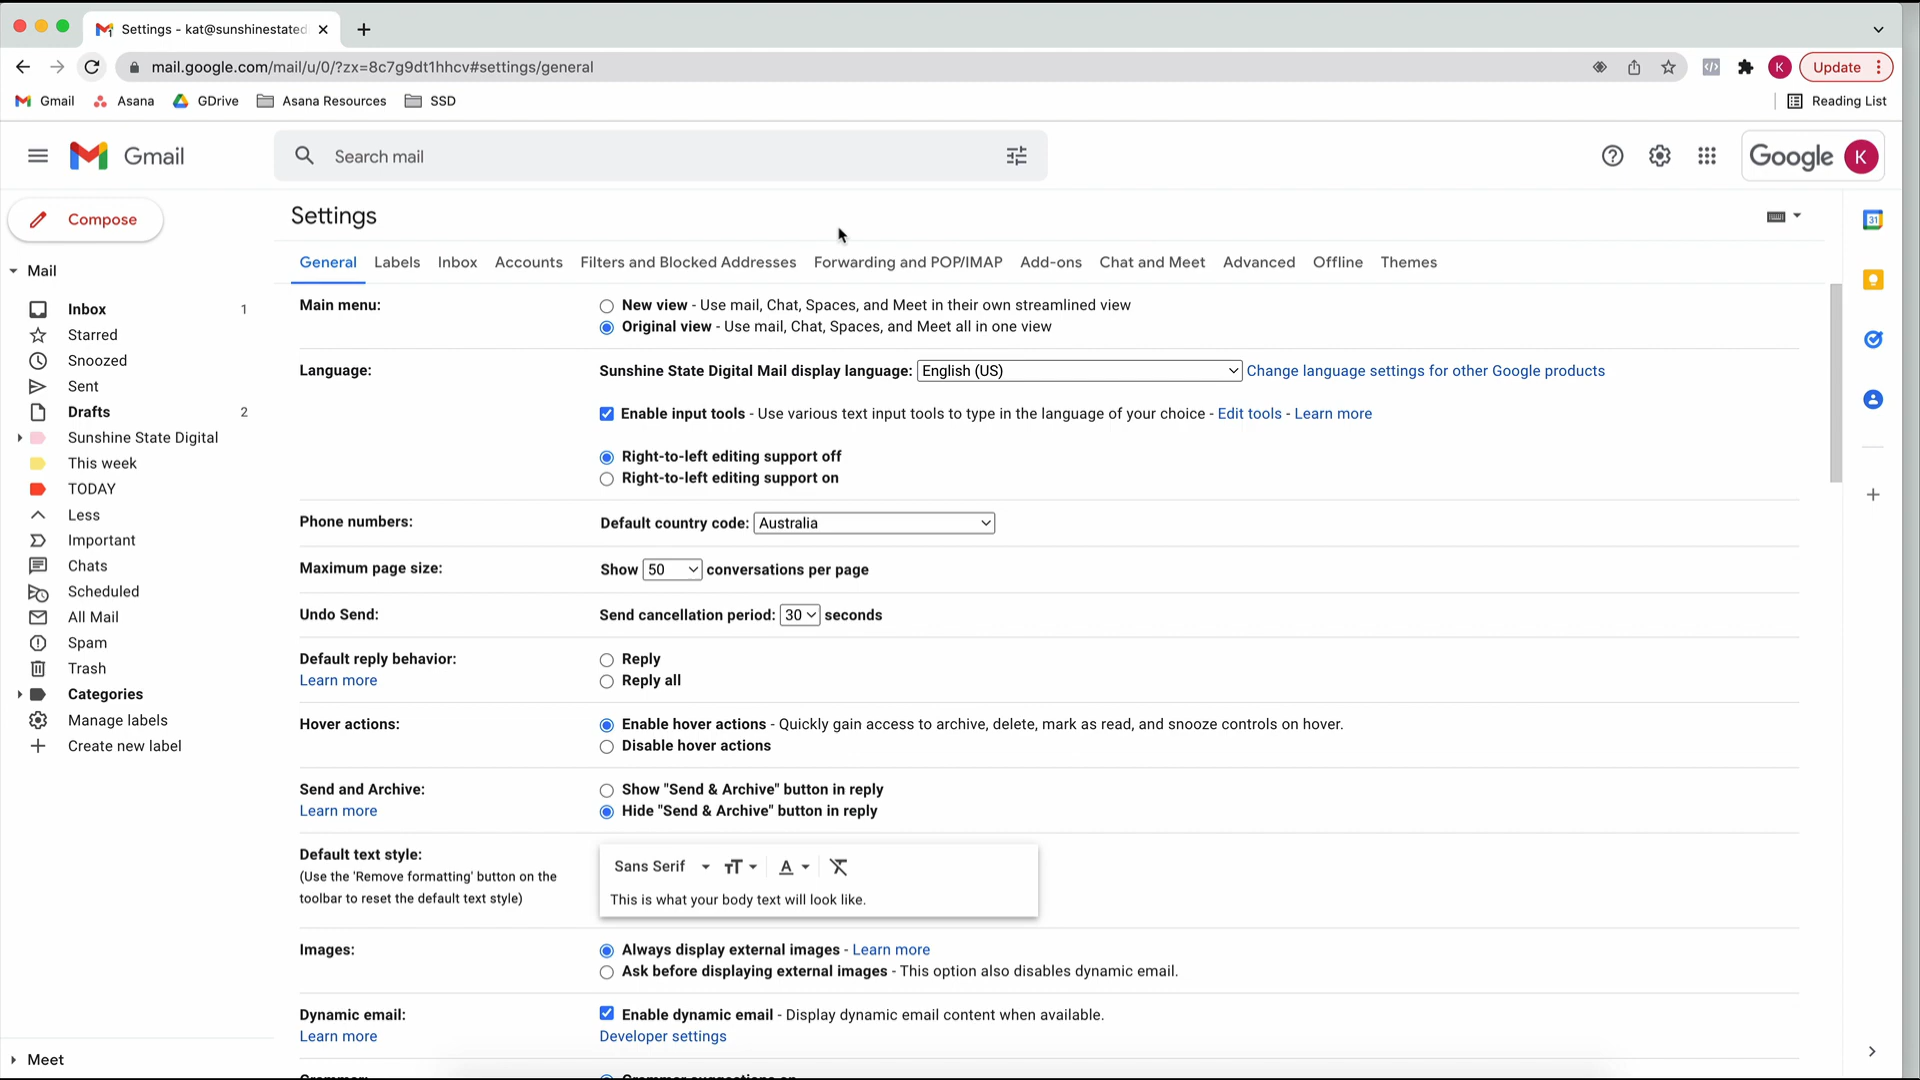 Settings - kat@sunshinestated
mail.google.com/mail/u/0/?zx=8c7g9dt1hhcv#settings/general
K
Update
Gmail
Asana
GDrive
Asana Resources
SSD
Reading List
Gmail
Search mail
Google
K
Compose
Settings
31
General
Labels
Inbox
Accounts
Filters and Blocked Addresses
Forwarding and POP/IMAP
Add-ons
Chat and Meet
Advanced
Offline
Themes
Mail
Inbox 1
Starred
Snoozed
Sent
Drafts 2
Sunshine State Digital
This week
TODAY
Less
Important
Chats
Scheduled
All Mail
Spam
Trash
Categories
Manage labels
Create new label
Meet
Main menu:
New view - Use mail, Chat, Spaces, and Meet in their own streamlined view
Original view - Use mail, Chat, Spaces, and Meet all in one view
Language:
Sunshine State Digital Mail display language: English (US) Change language settings for other Google products
Enable input tools - Use various text input tools to type in the language of your choice - Edit tools - Learn more
Right-to-left editing support off
Right-to-left editing support on
Phone numbers:
Default country code: Australia
Maximum page size:
Show 50 conversations per page
Undo Send:
Send cancellation period: 30 seconds
Default reply behavior:
Learn more
Reply
Reply all
Hover actions:
Enable hover actions - Quickly gain access to archive, delete, mark as read, and snooze controls on hover.
Disable hover actions
Send and Archive:
Learn more
Show "Send & Archive" button in reply
Hide "Send & Archive" button in reply
Default text style:
(Use the 'Remove formatting' button on the
toolbar to reset the default text style)
Sans Serif
This is what your body text will look like.
Images:
Always display external images - Learn more
Ask before displaying external images - This option also disables dynamic email.
Dynamic email:
Learn more
Enable dynamic email - Display dynamic email content when available.
Developer settings